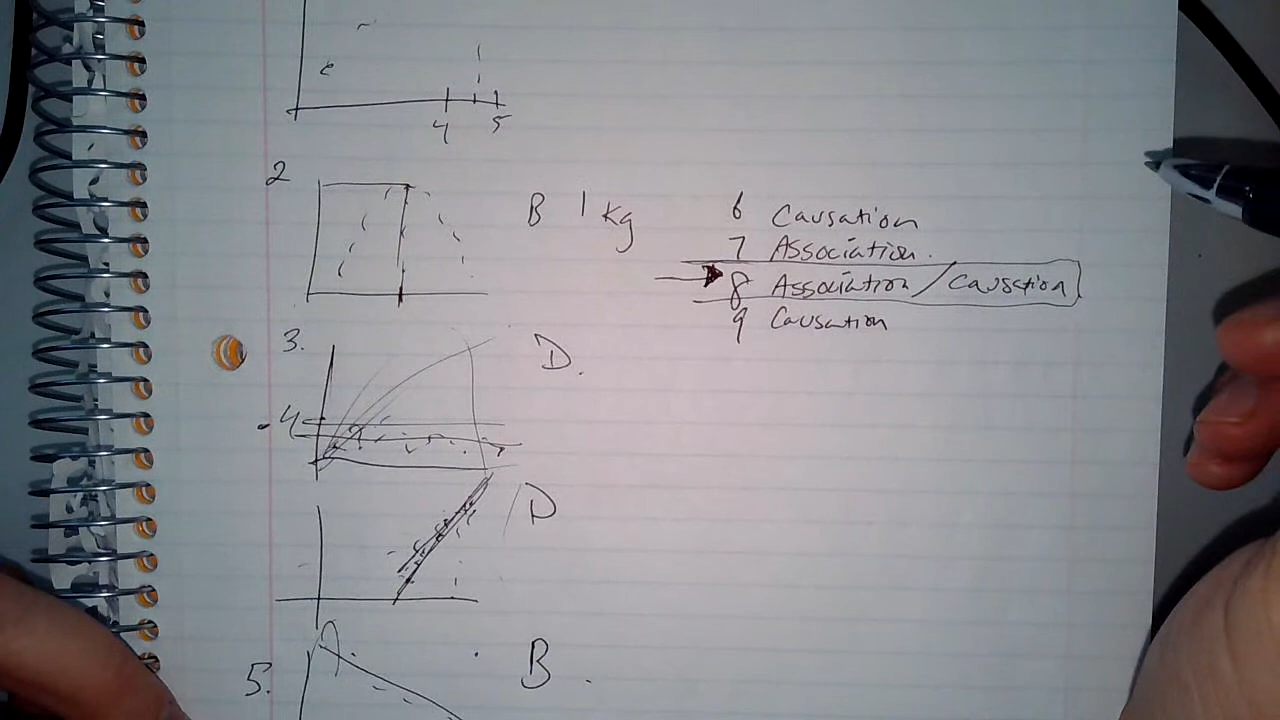 e
4 5
2
B 1 kg
6 Causation
7 Association.
8 Association / Causation
9 Causation
3.
D.
4
D
5.
B.